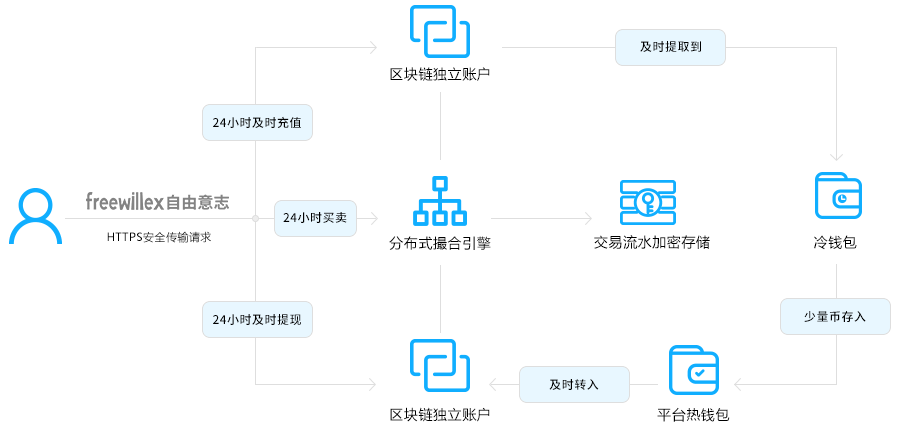 及时提取到
区块链独立账户
24小时及时充值
freewillex自由意志
24小时买卖
HTTPS安全传输请求
分布式撮合引擎
交易流水加密存储
冷钱包
24小时及时提现
少量币存入
及时转入
区块链独立账户
平台热钱包